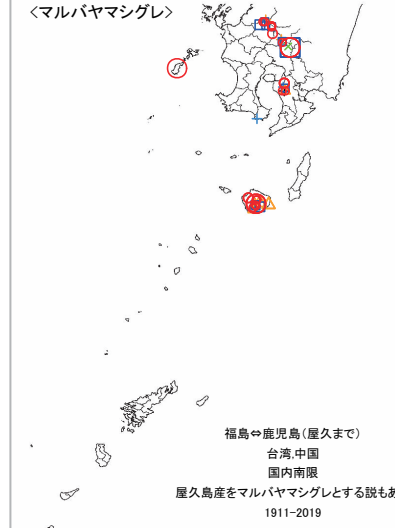 <マルバヤマシグレ>
福島⇔鹿児島(屋久まで)
台湾,中国
国内南限
屋久島産をマルバヤマシグレとする説もあ
1911-2019